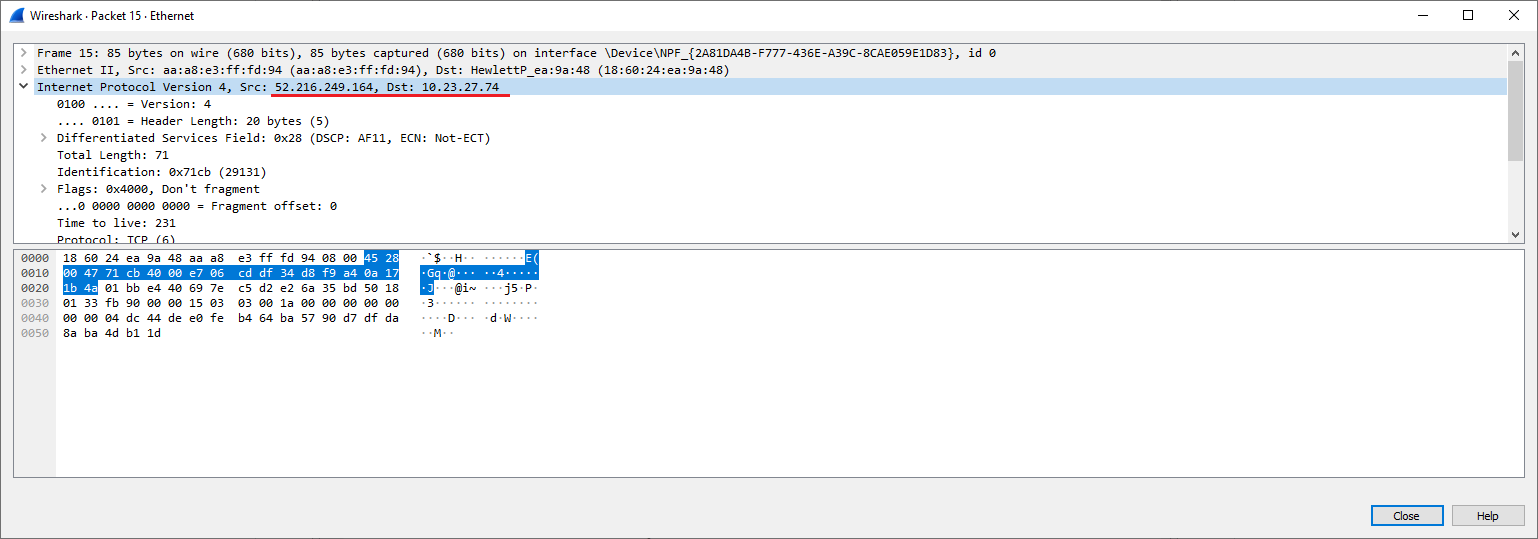 Wireshark · Packet 15 · Ethernet
Frame 15: 85 bytes on wire (680 bits), 85 bytes captured (680 bits) on interface \Device\NPF_{2A81DA4B-F777-436E-A39C-8CAE059E1D83}, id 0
Ethernet II, Src: aa:a8:e3:ff:fd:94 (aa:a8:e3:ff:fd:94), Dst: HewlettP_ea:9a:48 (18:60:24:ea:9a:48)
Internet Protocol Version 4, Src: 52.216.249.164, Dst: 10.23.27.74
0100 .... = Version: 4
.... 0101 = Header Length: 20 bytes (5)
Differentiated Services Field: 0x28 (DSCP: AF11, ECN: Not-ECT)
Total Length: 71
Identification: 0x71cb (29131)
Flags: 0x4000, Don't fragment
...0 0000 0000 0000 = Fragment offset: 0
Time to live: 231
Protocol: TCP (6)
0000 18 60 24 ea 9a 48 aa a8 e3 ff fd 94 08 00 45 28 ·`$··H·· ······E(
0010 00 47 71 cb 40 00 e7 06 cd df 34 d8 f9 a4 0a 17 ·Gq·@··· ··4·····
0020 1b 4a 01 bb e4 40 69 7e c5 d2 e2 6a 35 bd 50 18 ·J···@i~ ···j5·P·
0030 01 33 fb 90 00 00 15 03 03 00 1a 00 00 00 00 00 ·3······ ········
0040 00 00 04 dc 44 de e0 fe b4 64 ba 57 90 d7 df da ····D··· ·d·W····
0050 8a ba 4d b1 1d ··M··
Close Help